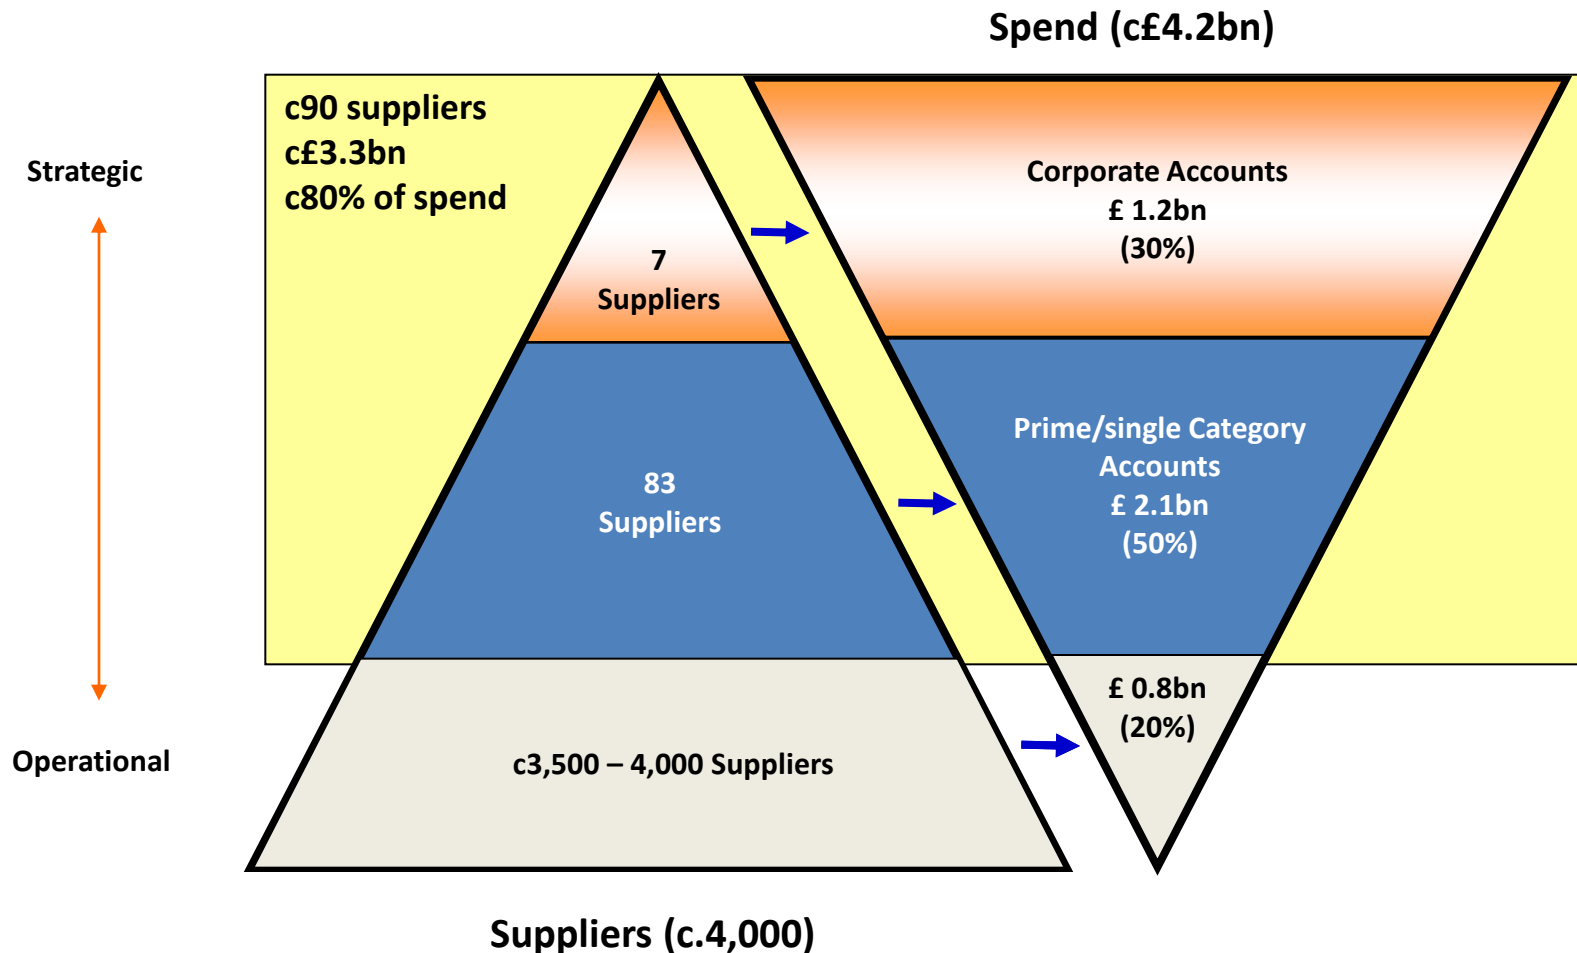 Spend (c£4.2bn)
c90 suppliers
c£3.3bn
c80% of spend
Strategic
Operational
7
Suppliers
83
Suppliers
c3,500 – 4,000 Suppliers
Corporate Accounts
£ 1.2bn
(30%)
Prime/single Category
Accounts
£ 2.1bn
(50%)
£ 0.8bn
(20%)
Suppliers (c.4,000)